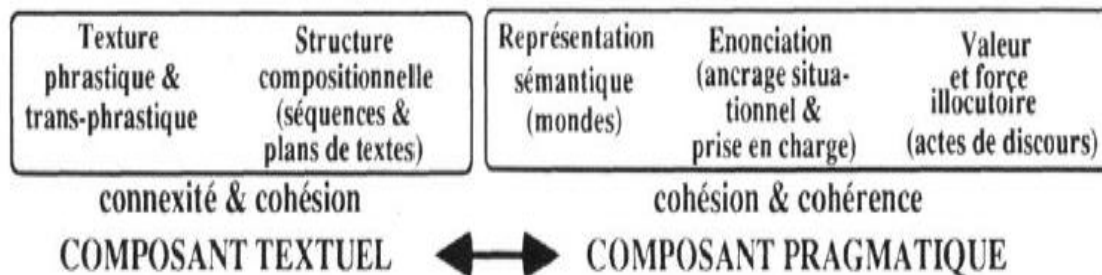 Texture
phrastique &
trans-phrastique
Structure
compositionnelle
(séquences &
plans de textes)
Représentation
sémantique
(mondes)
Enonciation
(ancrage situa-
tionnel &
prise en charge)
Valeur
et force
illocutoire
(actes de discours)
connexité & cohésion
cohésion & cohérence
COMPOSANT TEXTUEL
COMPOSANT PRAGMATIQUE